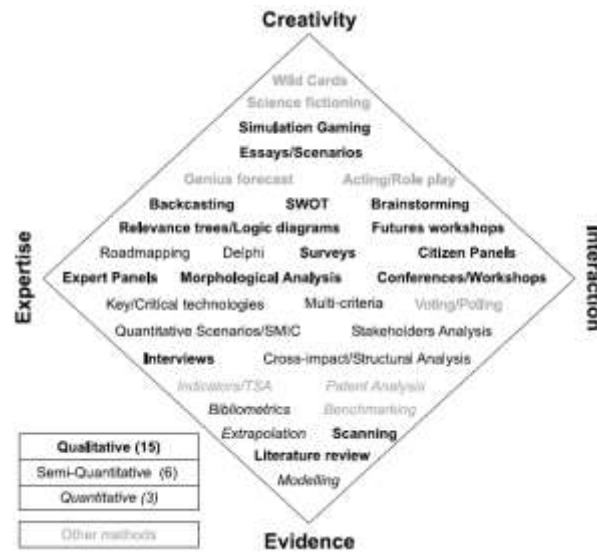 Creativity
Wild Cards
Science fictioning
Simulation Gaming
Essays/Scenarios
Genius forecast Acting/Role play
Backcasting SWOT Brainstorming
Relevance trees/Logic diagrams Futures workshops
Roadmapping Delphi Surveys Citizen Panels
Expertise
Expert Panels Morphological Analysis Conferences/Workshops
Interaction
Key/Critical technologies Multi-criteria Voting/Polling
Quantitative Scenarios/SMIC Stakeholders Analysis
Interviews Cross-impact/Structural Analysis
Indicators/TSA Patent Analysis
Bibliometrics Benchmarking
Extrapolation Scanning
Literature review
Modelling
Qualitative (15)
Semi-Quantitative (6)
Quantitative (3)
Other methods
Evidence